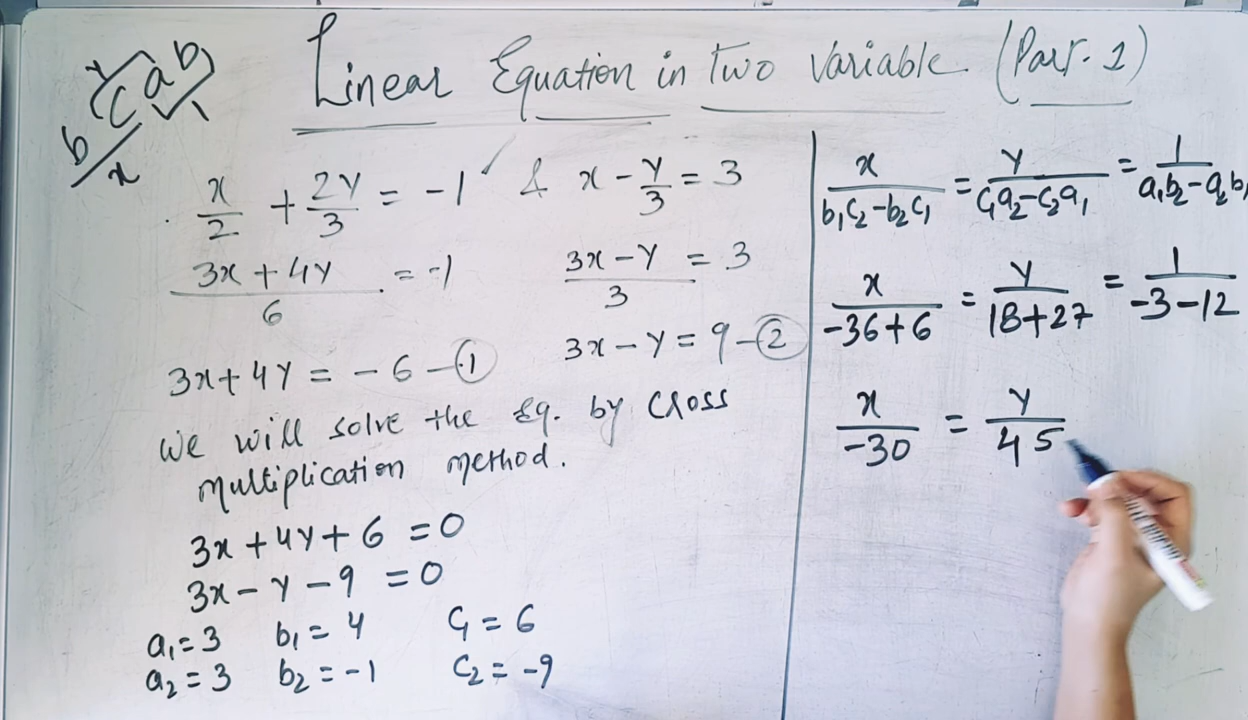 Linear Equation in Two Variable. (Part-1)
b c a b
x y 1
x/2 + 2y/3 = -1 & x - y/3 = 3
(3x + 4y)/6 = -1
(3x - y)/3 = 3
3x + 4y = -6 - ①
3x - y = 9 - ②
We will solve the Eq. by Cross
multiplication method.
3x + 4y + 6 = 0
3x - y - 9 = 0
a₁ = 3 b₁ = 4 c₁ = 6
a₂ = 3 b₂ = -1 c₂ = -9
x/(b₁c₂ - b₂c₁) = y/(c₁a₂ - c₂a₁) = 1/(a₁b₂ - a₂b₁)
x/(-36+6) = y/(18+27) = 1/(-3-12)
x/-30 = y/45